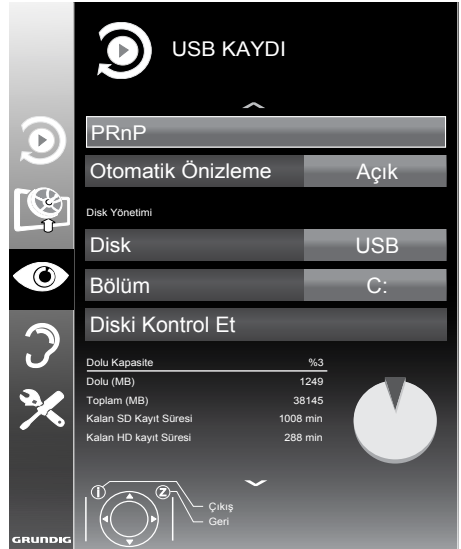 USB KAYDI
PRnP
Otomatik Önizleme Açık
Disk Yönetimi
Disk USB
Bölüm C:
Diski Kontrol Et
Dolu Kapasite %3
Dolu (MB) 1249
Toplam (MB) 38145
Kalan SD Kayıt Süresi 1008 min
Kalan HD kayıt Süresi 288 min
i Z
Çıkış
Geri
GRUNDIG